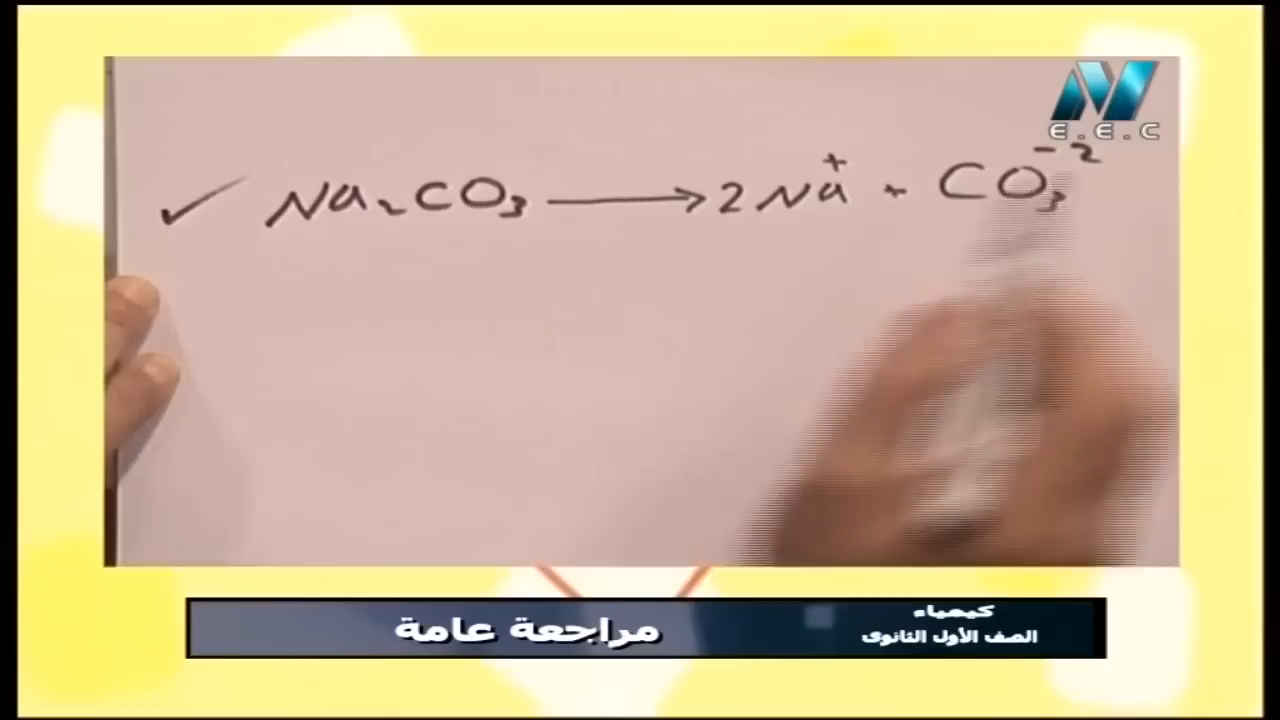 E.E.C
✓ Na₂CO₃ ⟶ 2Na⁺ + CO₃⁻²
كيمياء
الصف الأول الثانوى
مراجعة عامة